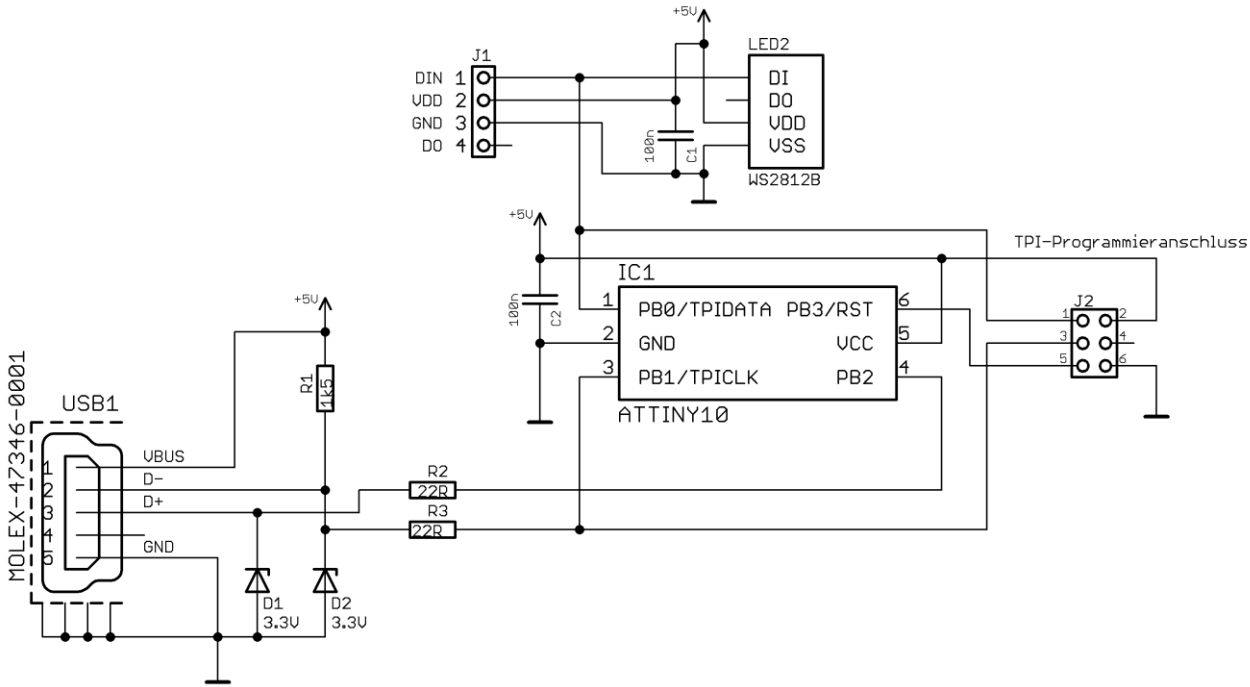 +5V
LED2
J1
DIN 1
VDD 2
GND 3
DO 4
DI
DO
VDD
VSS
100n
C1
WS2812B
+5V
TPI-Programmieranschluss
IC1
100n
C2
1 PB0/TPIDATA PB3/RST 6
2 GND VCC 5
3 PB1/TPICLK PB2 4
ATTINY10
J2
1 2
3 4
5 6
+5V
R1
1k5
MOLEX-47346-0001
USB1
1 VBUS
2 D-
3 D+
4
5 GND
R2
22R
R3
22R
D1
3.3V
D2
3.3V